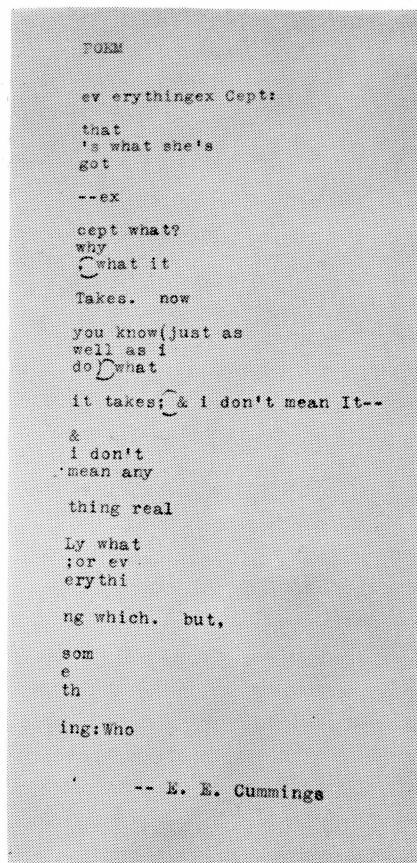 POEM
ev erythingex Cept:
that
's what she's
got
--ex
cept what?
why
, what it
Takes. now
you know(just as
well as i
do) what
it takes; & i don't mean It--
&
i don't
mean any
thing real
Ly what
;or ev
erythi
ng which. but,
som
e
th
ing:Who
-- E. E. Cummings